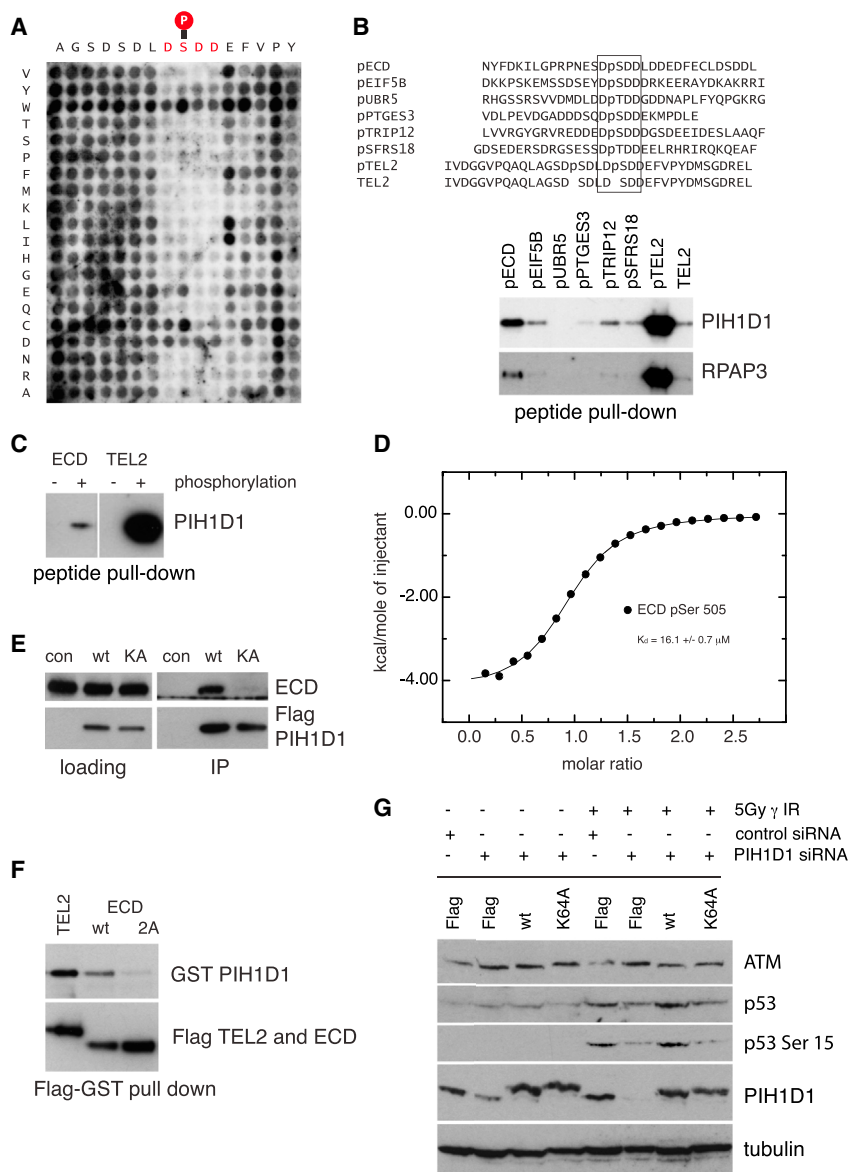 A
P
A G S D S D L D S D D E F V P Y
V
Y
W
T
S
P
F
M
K
L
I
H
G
E
Q
C
D
N
R
A
B
pECD NYFDKILGPRPNESDpSDDLDDEDFECLDSDDL
pEIF5B DKKPSKEMSSDSEYDpSDDDRKEERAYDKAKRRI
pUBR5 RHGSSRSVVDMDLDDpTDDGDDNAPLFYQPGKRG
pPTGES3 VDLPEVDGADDDSQDpSDDEKMPDLE
pTRIP12 LVVRGYGRVREDDEDpSDDDGSDEEIDESLAAQF
pSFRS18 GDSEDERSDRGSESSDpTDDEELRHRIRQKQEAF
pTEL2 IVDGGVPQAQLAGSDpSDLDpSDDEFVPYDMSGDREL
TEL2 IVDGGVPQAQLAGSD SDLD SDDEFVPYDMSGDREL
pECD pEIF5B pUBR5 pPTGES3 pTRIP12 pSFRS18 pTEL2 TEL2
PIH1D1
RPAP3
peptide pull-down
C
ECD TEL2
- + - + phosphorylation
PIH1D1
peptide pull-down
D
0.00
-2.00
-4.00
kcal/mole of injectant
ECD pSer 505
Kd = 16.1 +/- 0.7 μM
0.0 0.5 1.0 1.5 2.0 2.5
molar ratio
E
con wt KA con wt KA
ECD
Flag
PIH1D1
loading IP
F
TEL2 ECD
wt 2A
GST PIH1D1
Flag TEL2 and ECD
Flag-GST pull down
G
- - - - + + + + 5Gy γ IR
+ - - - + - - - control siRNA
- + + + - + + + PIH1D1 siRNA
Flag Flag wt K64A Flag Flag wt K64A
ATM
p53
p53 Ser 15
PIH1D1
tubulin